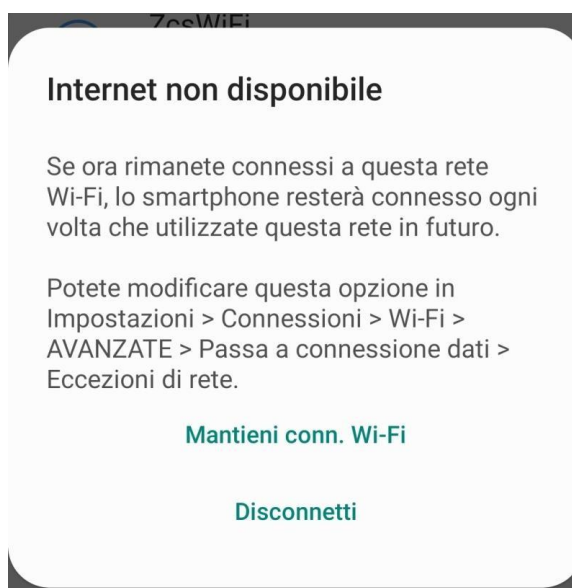 ZcsWiFi
Internet non disponibile
Se ora rimanete connessi a questa rete
Wi-Fi, lo smartphone resterà connesso ogni
volta che utilizzate questa rete in futuro.
Potete modificare questa opzione in
Impostazioni > Connessioni > Wi-Fi >
AVANZATE > Passa a connessione dati >
Eccezioni di rete.
Mantieni conn. Wi-Fi
Disconnetti